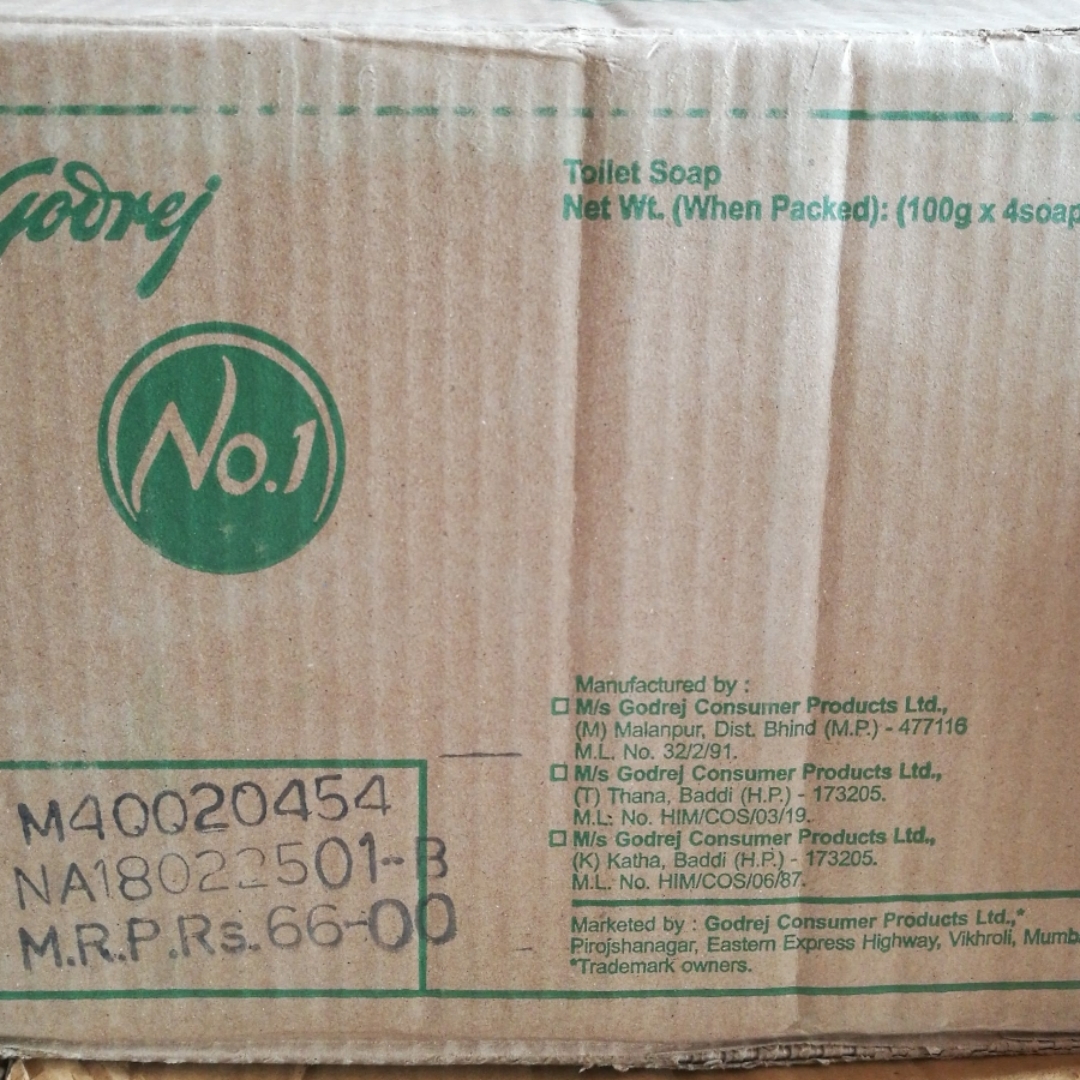 Godrej
No.1
Toilet Soap
Net Wt. (When Packed): (100g x 4soap
Manufactured by :
M/s Godrej Consumer Products Ltd.,
(M) Malanpur, Dist. Bhind (M.P.) - 477116
M.L. No. 32/2/91.
M/s Godrej Consumer Products Ltd.,
(T) Thana, Baddi (H.P.) - 173205.
M.L. No. HIM/COS/03/19.
M/s Godrej Consumer Products Ltd.,
(K) Katha, Baddi (H.P.) - 173205.
M.L. No. HIM/COS/06/87.
Marketed by : Godrej Consumer Products Ltd.,*
Pirojshanagar, Eastern Express Highway, Vikhroli,
*Trademark owners.
M40020454
NA18022501-B
M.R.P.Rs.66-00